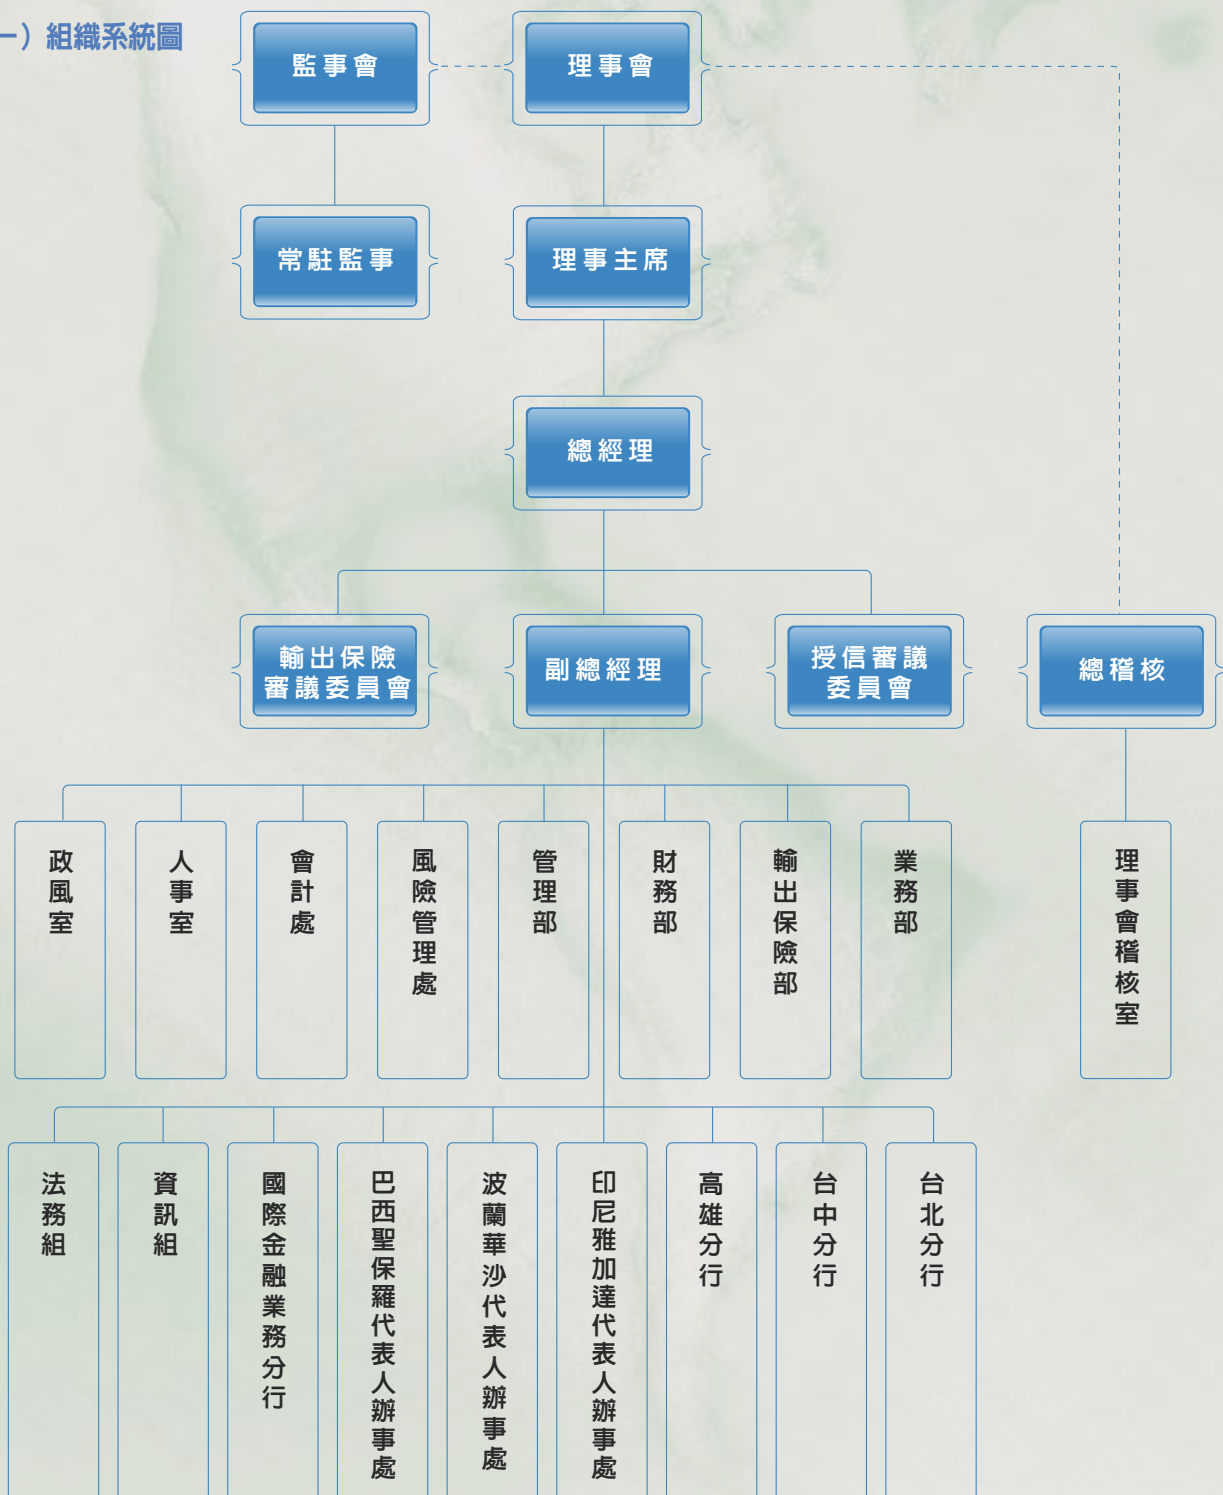 一）組織系統圖
監事會
理事會
常駐監事
理事主席
總經理
輸出保險
審議委員會
副總經理
授信審議
委員會
總稽核
政風室
人事室
會計處
風險管理處
管理部
財務部
輸出保險部
業務部
理事會稽核室
法務組
資訊組
國際金融業務分行
巴西聖保羅代表人辦事處
波蘭華沙代表人辦事處
印尼雅加達代表人辦事處
高雄分行
台中分行
台北分行